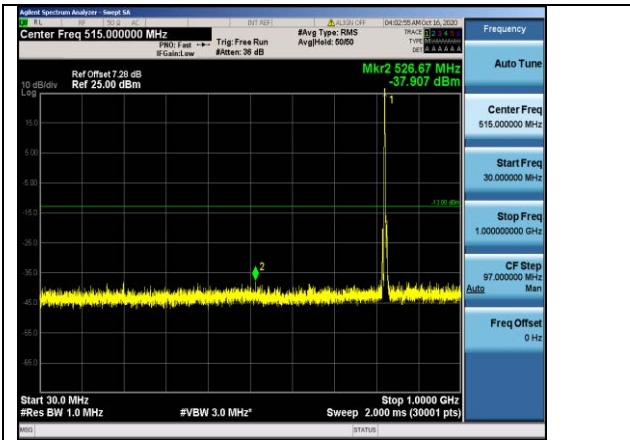 Agilent Spectrum Analyzer - Swept SA
RL RF 50 Ω AC INT REF ALIGN OFF 04:02:55 AM Oct 16, 2020
Center Freq 515.000000 MHz
PNO: Fast
IFGain:Low
Trig: Free Run
#Atten: 36 dB
#Avg Type: RMS
Avg|Hold: 50/50
TRACE 1 2 3 4 5 6
TYPE
DET A A A A A A
Frequency
Mkr2 526.67 MHz
-37.907 dBm
Ref Offset 7.28 dB
Ref 25.00 dBm
10 dB/div
Log
15.0
5.00
-5.00
-15.0
-25.0
-35.0
-45.0
-55.0
-65.0
1
-13.00 dBm
2
Start 30.0 MHz
#Res BW 1.0 MHz
#VBW 3.0 MHz*
Stop 1.0000 GHz
Sweep 2.000 ms (30001 pts)
MSG
STATUS
Auto Tune
Center Freq
515.000000 MHz
Start Freq
30.000000 MHz
Stop Freq
1.000000000 GHz
CF Step
97.000000 MHz
Auto Man
Freq Offset
0 Hz